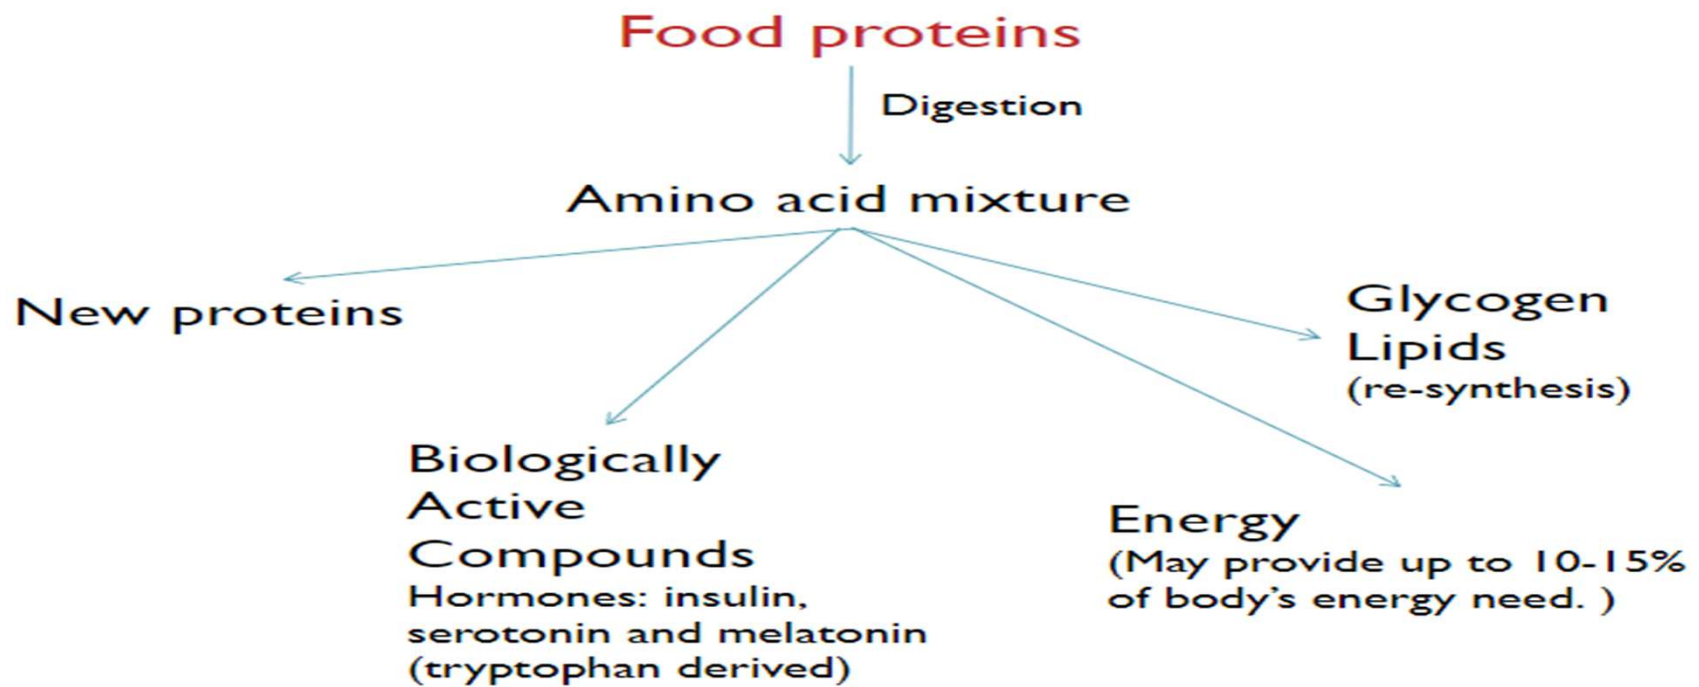 Food proteins
Digestion
Amino acid mixture
New proteins
Glycogen
Lipids
(re-synthesis)
Biologically
Active
Compounds
Hormones: insulin,
serotonin and melatonin
(tryptophan derived)
Energy
(May provide up to 10-15%
of body's energy need. )